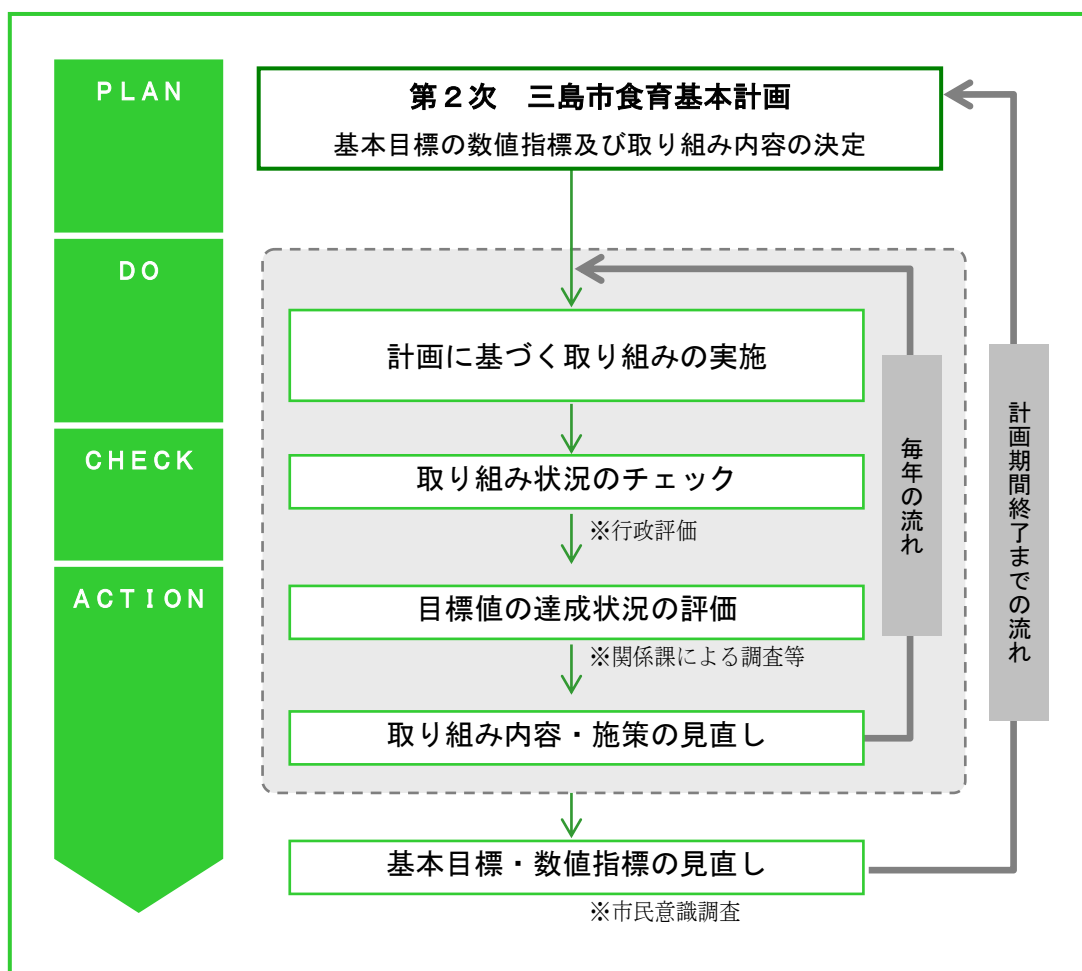 PLAN
第2次 三島市食育基本計画
基本目標の数値指標及び取り組み内容の決定
DO
計画に基づく取り組みの実施
CHECK
取り組み状況のチェック
※行政評価
ACTION
目標値の達成状況の評価
※関係課による調査等
取り組み内容・施策の見直し
毎年の流れ
計画期間終了までの流れ
基本目標・数値指標の見直し
※市民意識調査